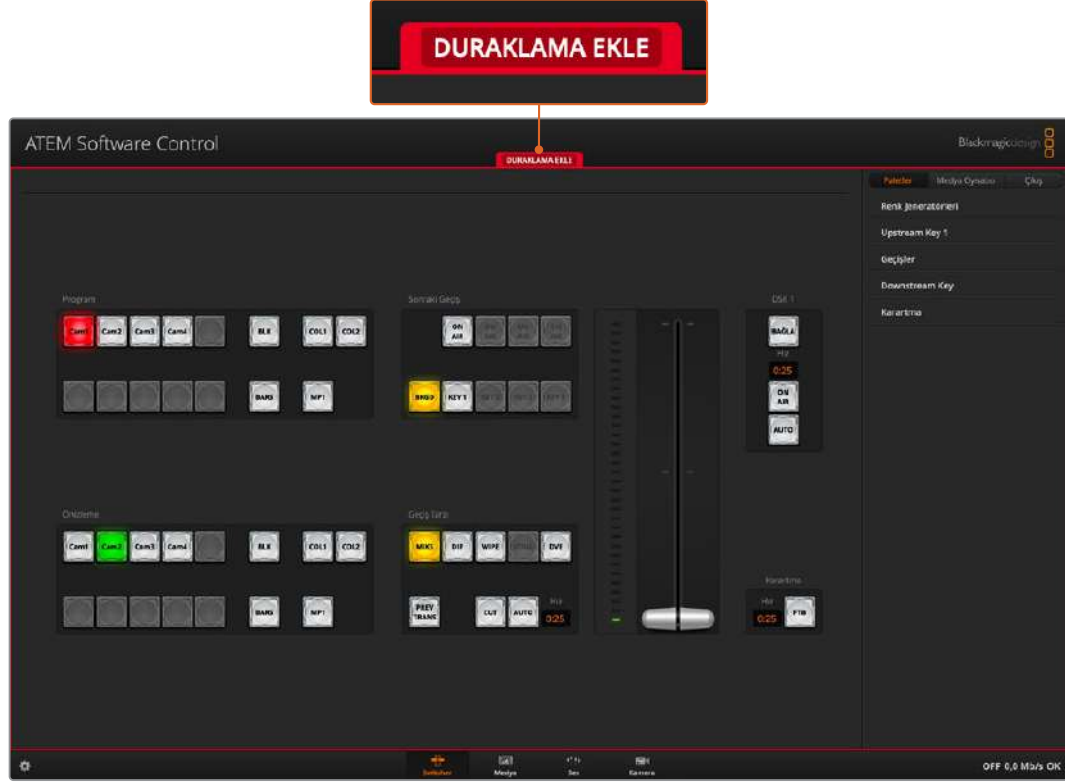 DURAKLAMA EKLE
ATEM Software Control
DURAKLAMA EKLE
Blackmagicdesign
Paletler Medya Oynatıcı Çıkış
Renk Jeneratörleri
Upstream Key 1
Geçişler
Downstream Key
Karartma
Program
Sonraki Geçiş
DSK 1
Cam1 Cam2 Cam3 Cam4 BLK COL1 COL2
ON AIR
BAĞLA
Hız
0:25
BARS MP1
BKGD KEY 1
ON AIR
AUTO
Önizleme
Geçiş Tarzı
Cam1 Cam2 Cam3 Cam4 BLK COL1 COL2
MIKS DIP WIPE DVE
Karartma
BARS MP1
PREV TRANS CUT AUTO
Hız
0:25
Hız
0:25 FTB
Switcher Medya Ses Kamera
OFF 0,0 Mb/s OK